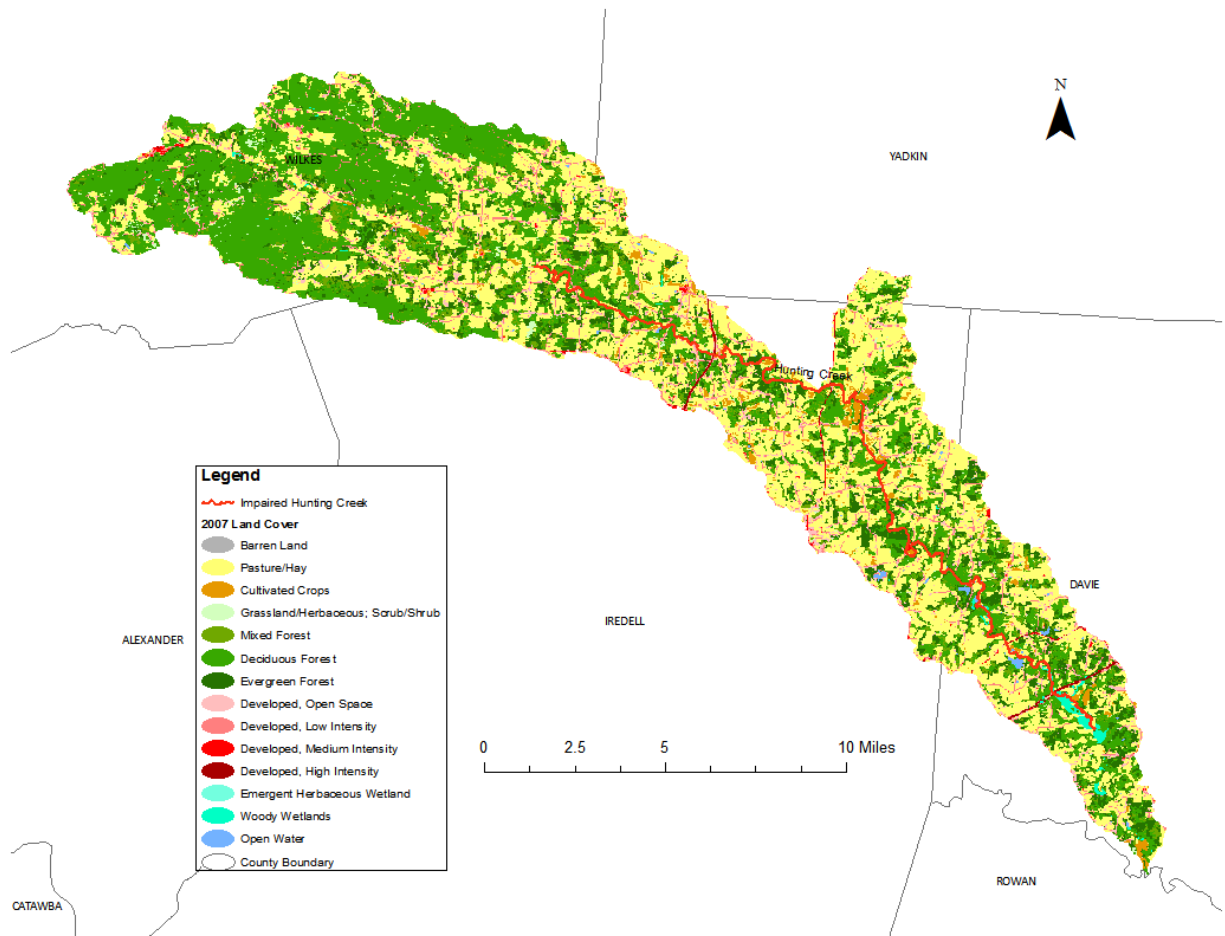 N
YADKIN
WILKES
Hunting Creek
Legend
Impaired Hunting Creek
2007 Land Cover
Barren Land
Pasture/Hay
Cultivated Crops
Grassland/Herbaceous; Scrub/Shrub
Mixed Forest
Deciduous Forest
Evergreen Forest
Developed, Open Space
Developed, Low Intensity
Developed, Medium Intensity
Developed, High Intensity
Emergent Herbaceous Wetland
Woody Wetlands
Open Water
County Boundary
DAVIE
IREDELL
ALEXANDER
0 2.5 5 10 Miles
ROWAN
CATAWBA